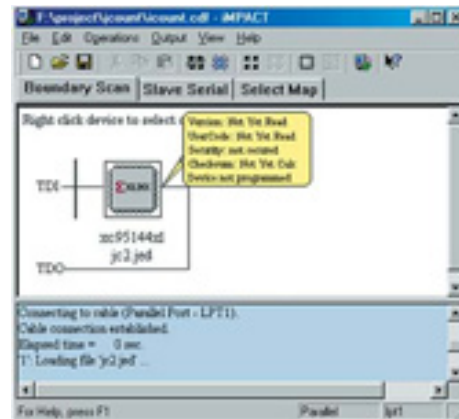 F:\project\jcount\jcount.cdf - iMPACT
File Edit Operations Output View Help
Boundary Scan Slave Serial Select Map
Right click device to select
Version: Not Yet Read
UserCode: Not Yet Read
Security: not secured
Checksum: Not Yet Calc
Device not programmed
TDI
XILINX
xc95144xl
jc2.jed
TDO
Connecting to cable (Parallel Port - LPT1).
Cable connection established.
Elapsed time = 0 sec.
'1': Loading file 'jc2.jed' ...
For Help, press F1 Parallel lpt1